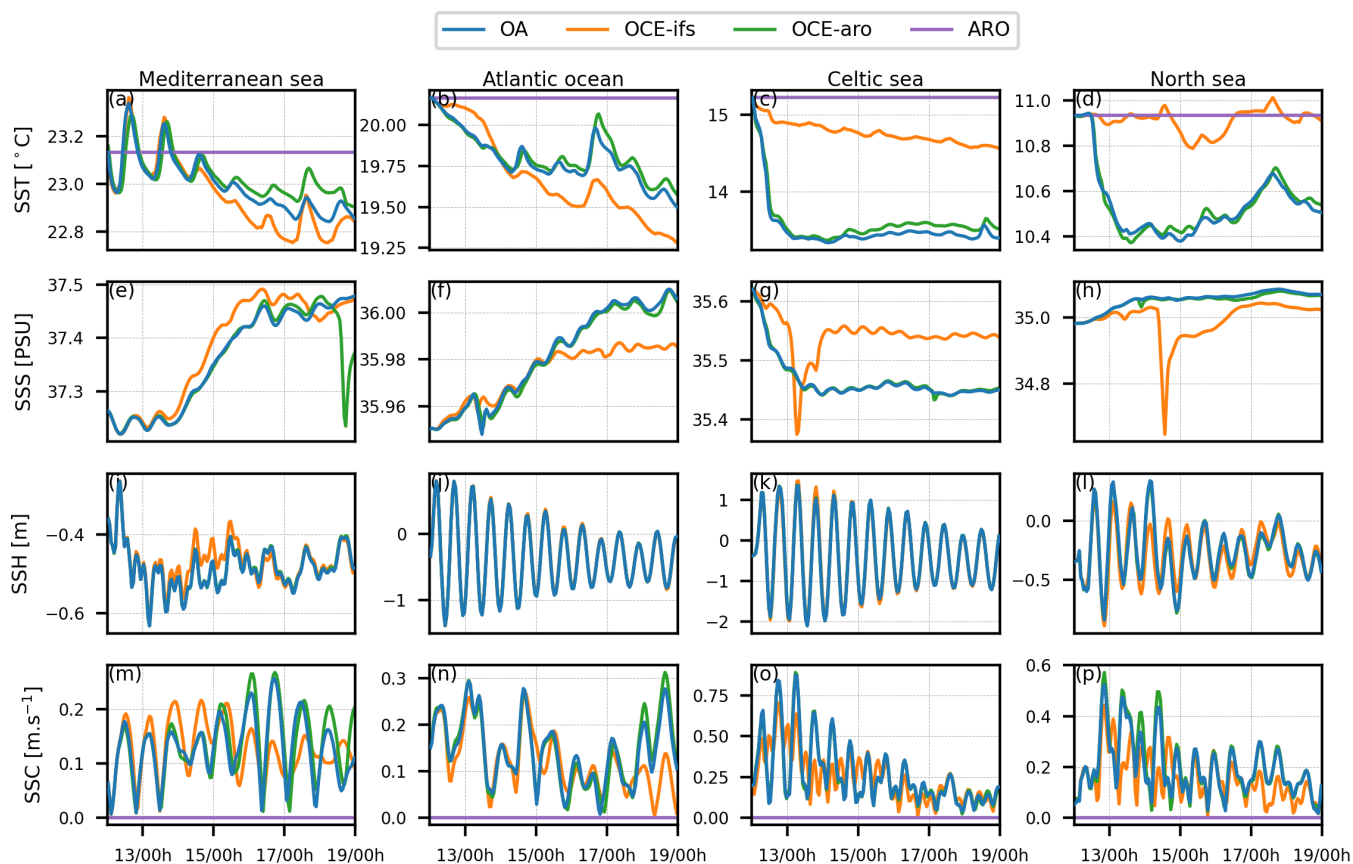 OA OCE-ifs OCE-aro ARO
Mediterranean sea Atlantic ocean Celtic sea North sea
SST [°C]
(a) (b) (c) (d)
23.2 20.00 15 11.0
23.0 19.75 14 10.8
22.8 19.50 10.6
19.25 10.4
SSS [PSU]
(e) (f) (g) (h)
37.5 36.00 35.6 35.0
37.4 35.98 35.5 34.8
37.3 35.96 35.4
SSH [m]
(i) (j) (k) (l)
−0.4 0 1 0.0
−0.6 −1 0 −0.5
−1
−2
SSC [m.s⁻¹]
(m) (n) (o) (p)
0.2 0.3 0.75 0.6
0.1 0.2 0.50 0.4
0.0 0.1 0.25 0.2
0.0 0.00 0.0
13/00h 15/00h 17/00h 19/00h 13/00h 15/00h 17/00h 19/00h 13/00h 15/00h 17/00h 19/00h 13/00h 15/00h 17/00h 19/00h